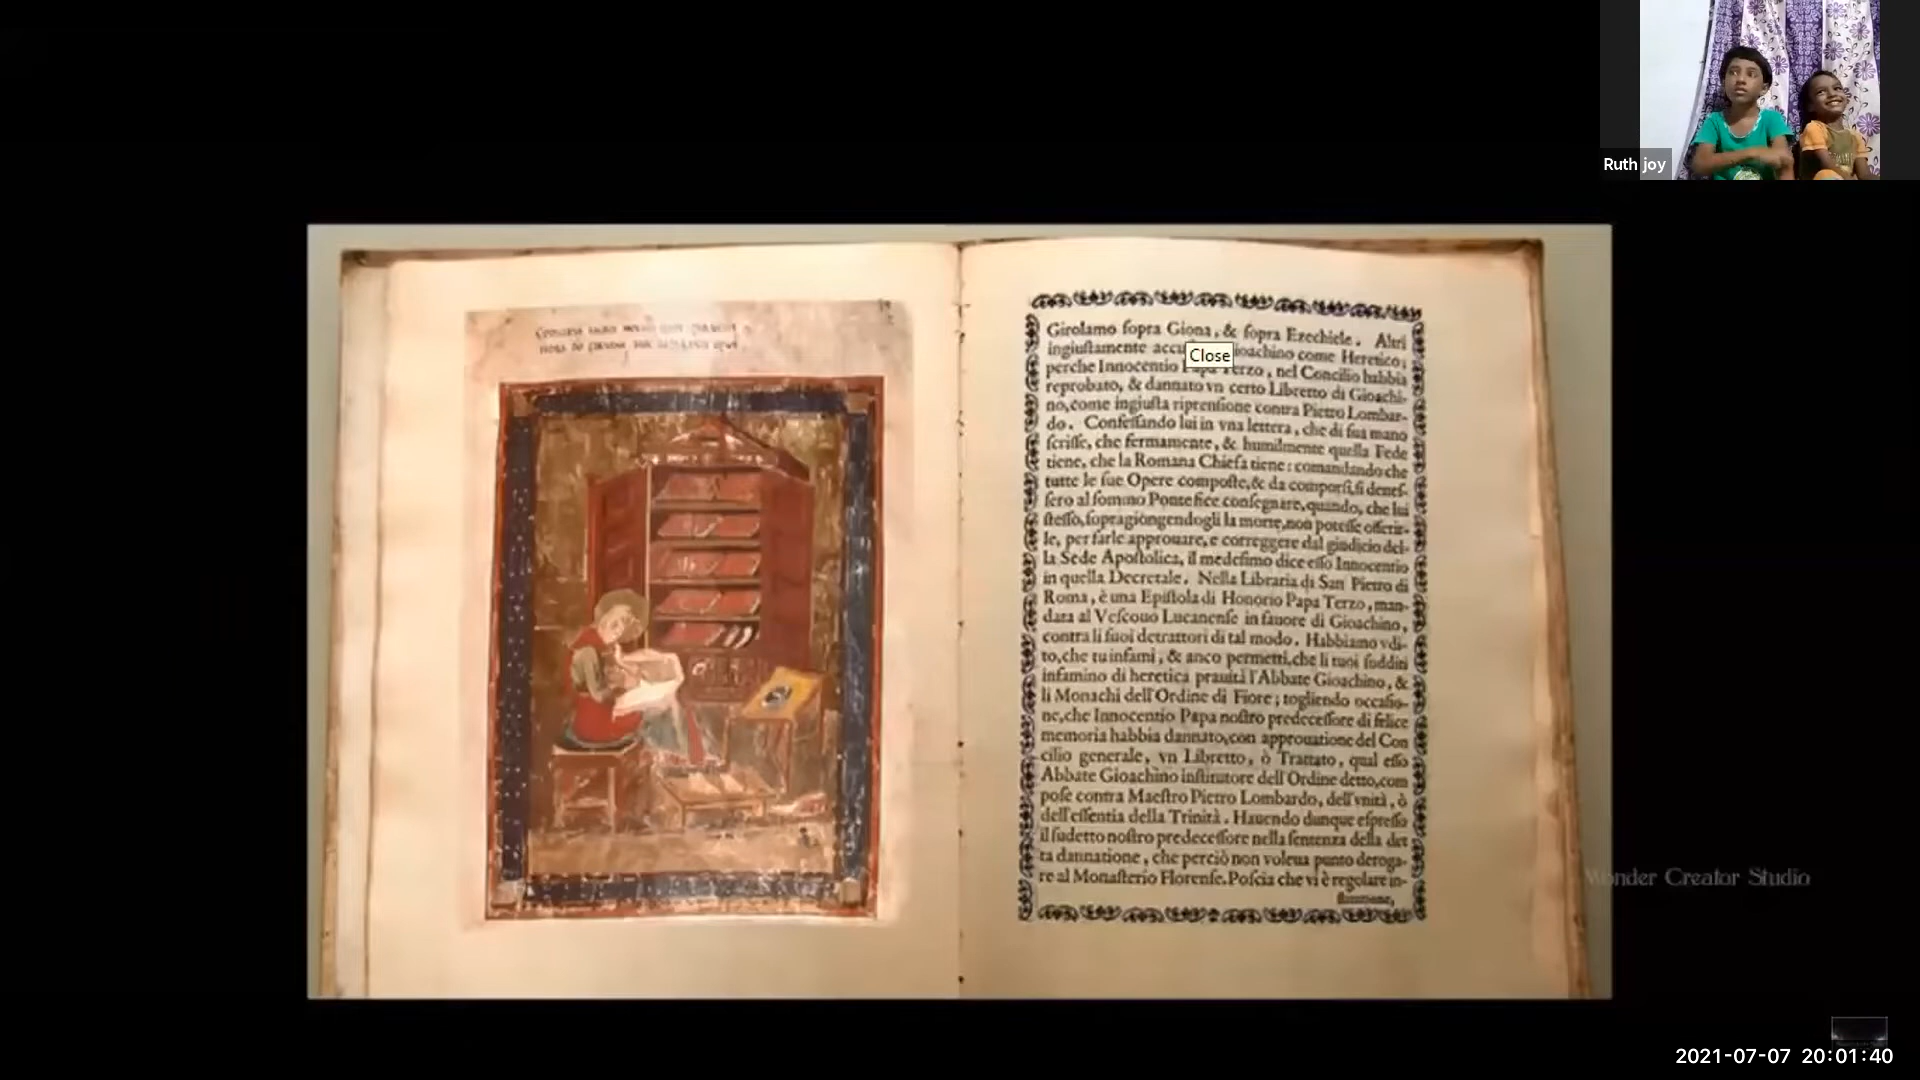 Ruth joy
Girolamo ſopra Giona, & ſopra Ezechiele. Altri
ingiuſtamente Gioachino come Heretico;
perche Innocentio Papa Terzo, nel Concilio habbia
reprobato, & dannato vn certo Libretto di Gioachi-
no, come ingiuſta riprenſione contra Pietro Lombar-
do. Confeſſando lui in vna lettera, che di ſua mano
ſcriſſe, che fermamente, & humilmente quella Fede
tiene, che la Romana Chieſa tiene: comandando che
tutte le ſue Opere compoſte, & da comporſi, ſi deneſ-
ſero al ſommo Pontefice conſegnare, quando, che lui
ſteſſo, ſopragiongendogli la morte, non poteſſe offerir-
le, per farle approuare, e correggere dal giudicio del-
la Sede Apoſtolica, il medeſimo dice eſſo Innocentio
in quella Decretale. Nella Libraria di San Pietro di
Roma, è una Epiſtola di Honorio Papa Terzo, man-
data al Veſcouo Lucanenſe in fauore di Gioachino,
contra li ſuoi detrattori di tal modo. Habbiamo vdi-
to, che tu infami, & anco permetti, che li tuoi ſudditi
infamino di heretica prauità l'Abbate Gioachino, &
li Monachi dell'Ordine di Fiore; togliendo occaſio-
ne, che Innocentio Papa noſtro predeceſſore di felice
memoria habbia dannato, con approuatione del Con
cilio generale, vn Libretto, ò Trattato, qual eſſo
Abbate Gioachino inſtitutore dell'Ordine detto, com
poſe contra Maeſtro Pietro Lombardo, dell'vnità, ò
dell'eſſentia della Trinità. Hauendo dunque eſpreſſo
il ſudetto noſtro predeceſſore nella ſentenza della det
ta dannatione, che perciò non voleua punto deroga-
re al Monaſterio Florenſe. Poſcia che vi è regolare in-
Close
Wonder Creator Studio
2021-07-07 20:01:40